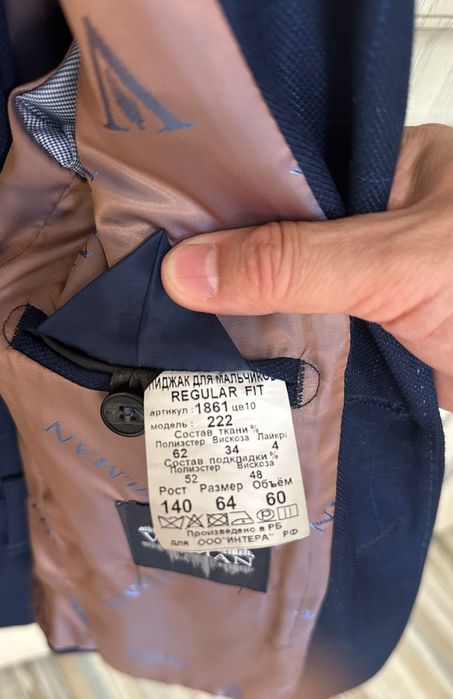 ПИДЖАК ДЛЯ МАЛЬЧИКОВ
REGULAR FIT
артикул: 1861 цв10
модель: 222
Состав ткани %
Полиэстер Вискоза Лайкра
62 34 4
Состав подкладки %
Полиэстер Вискоза
52 48
Рост Размер Объём
140 64 60
Произведено в РБ
для ООО"ИНТЕРА" РФ